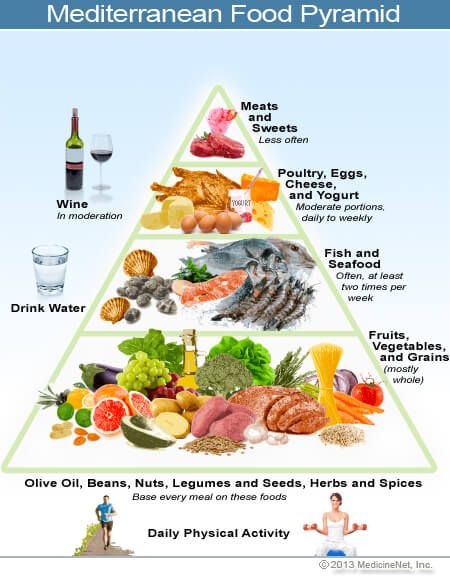 Mediterranean Food Pyramid
Meats
and
Sweets
Less often
Poultry, Eggs,
Cheese,
and Yogurt
Moderate portions,
daily to weekly
YOGURT
Wine
In moderation
Fish and
Seafood
Often, at least
two times per
week
Drink Water
Fruits,
Vegetables,
and Grains
(mostly
whole)
Olive Oil, Beans, Nuts, Legumes and Seeds, Herbs and Spices
Base every meal on these foods
Daily Physical Activity
©2013 MedicineNet, Inc.